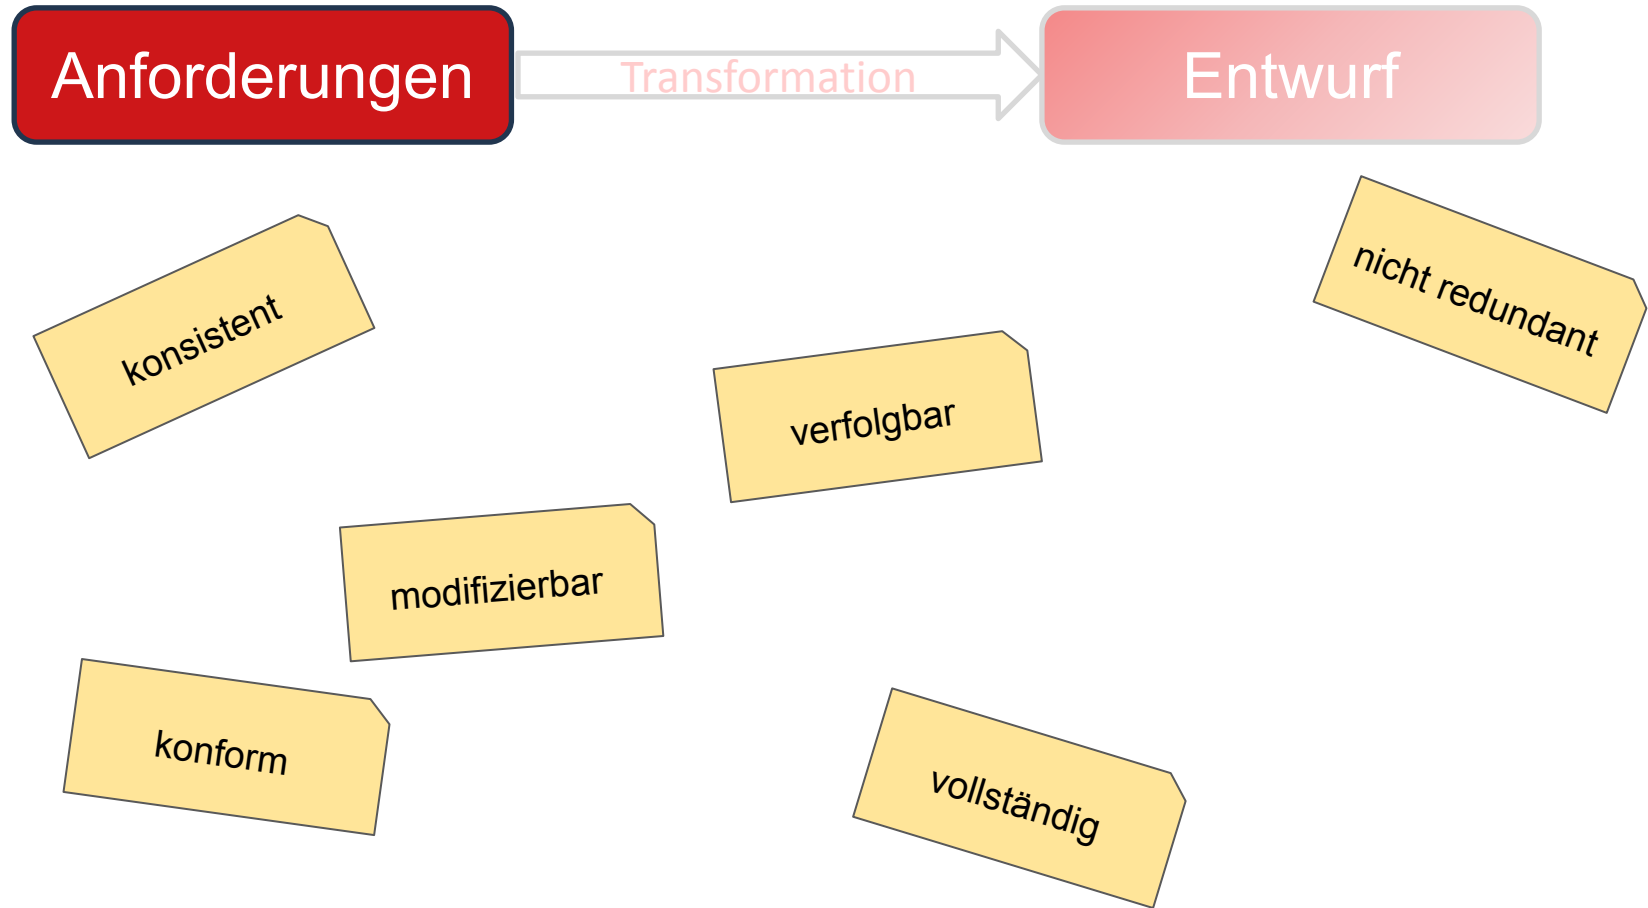 Anforderungen
Transformation
Entwurf
konsistent
nicht redundant
verfolgbar
modifizierbar
konform
vollständig